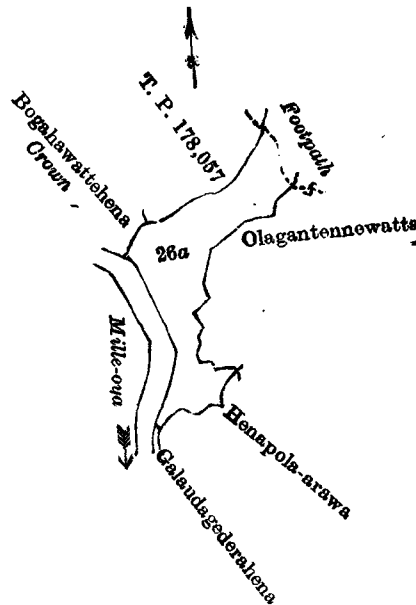 T. P. 178,057
Footpath
Bogahawattehena
Crown
26a
Olagantennewatta
Mille-oya
Henapola-arawa
Galaudagederahena